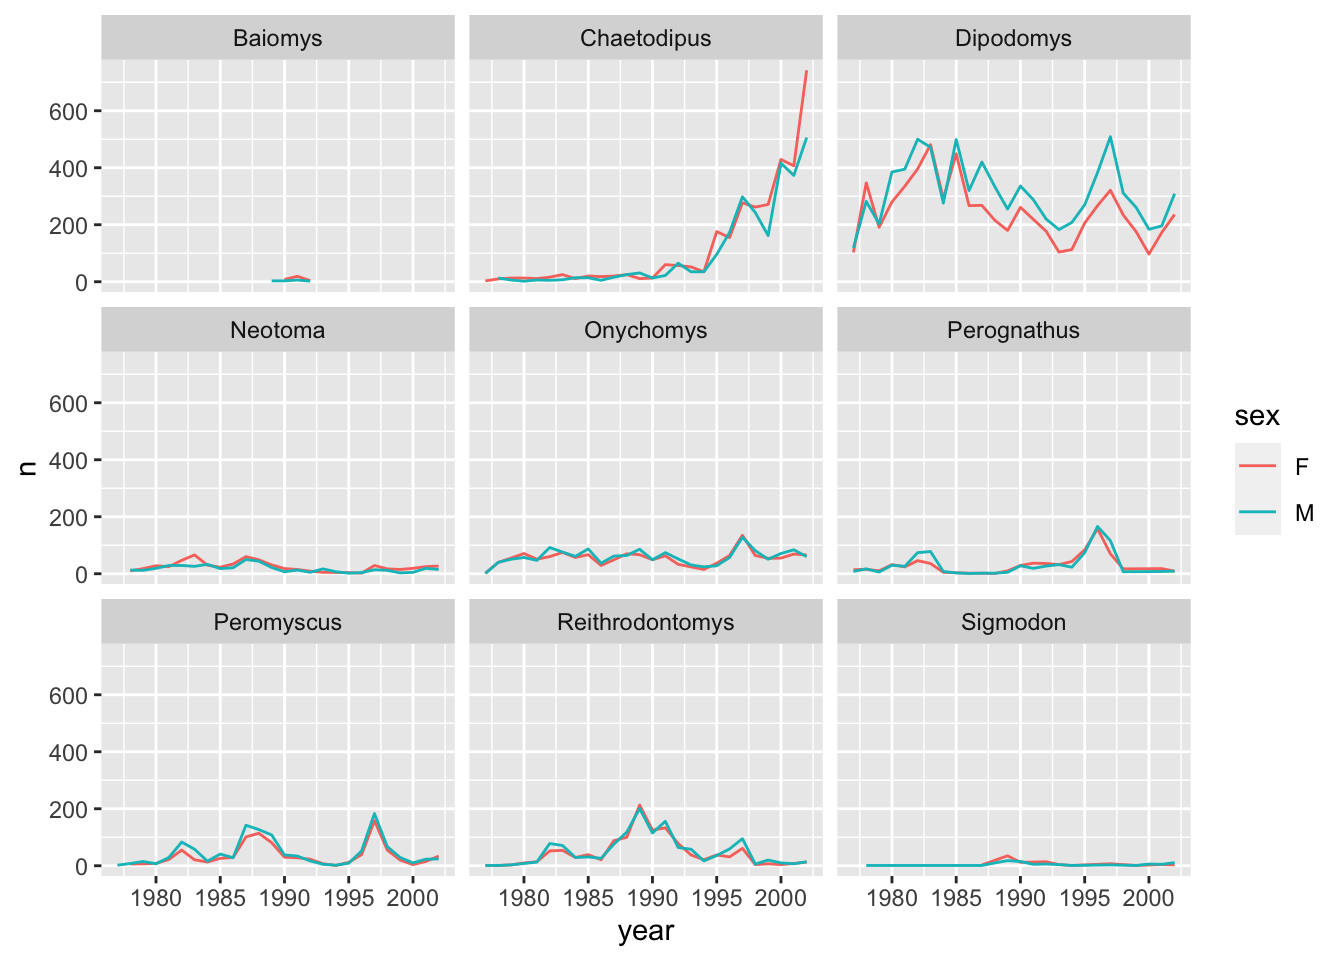 Baiomys Chaetodipus Dipodomys
600
400
200
0
Neotoma Onychomys Perognathus
600
400
200
0
n
sex
F
M
Peromyscus Reithrodontomys Sigmodon
600
400
200
0
1980 1985 1990 1995 2000 1980 1985 1990 1995 2000 1980 1985 1990 1995 2000
year